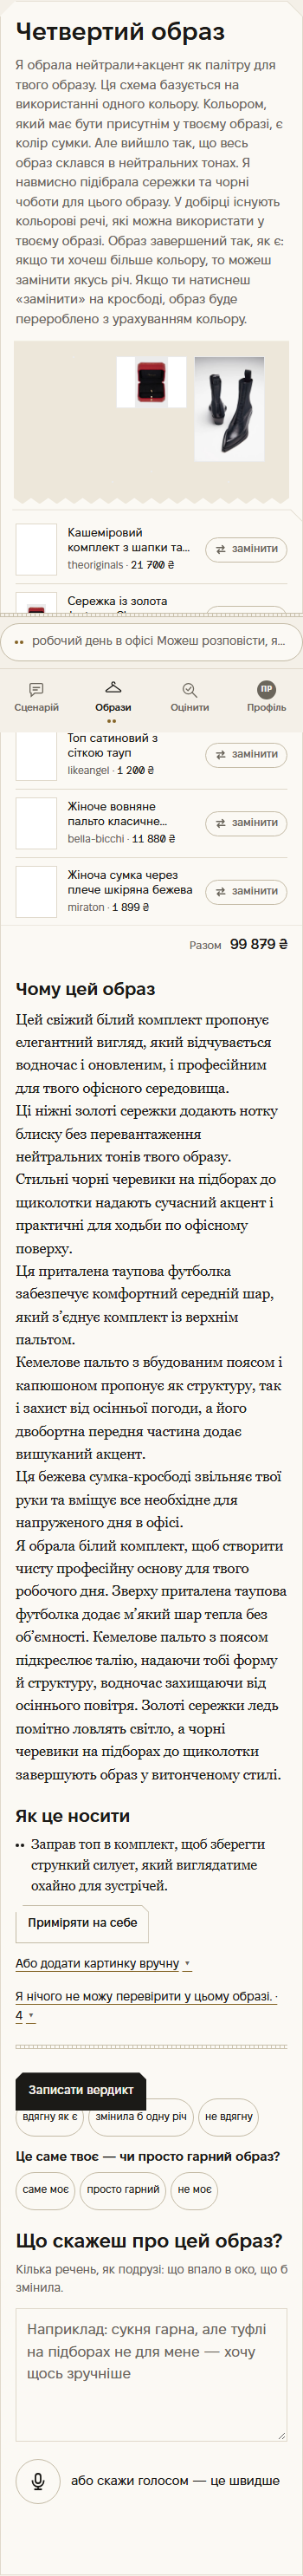 Четвертий образ
Я обрала нейтрали+акцент як палітру для
твого образу. Ця схема базується на
використанні одного кольору. Кольором,
який має бути присутнім у твоєму образі, є
колір сумки. Але вийшло так, що весь
образ склався в нейтральних тонах. Я
навмисно підібрала сережки та чорні
чоботи для цього образу. У добірці існують
кольорові речі, які можна використати у
твоєму образі. Образ завершений так, як є:
якщо ти хочеш більше кольору, то можеш
замінити якусь річ. Якщо ти натиснеш
«замінити» на кросбоді, образ буде
перероблено з урахуванням кольору.
Кашеміровий
комплект з шапки та...
theoriginals · 21 700 ₴
замінити
Сережка із золота
робочий день в офісі Можеш розповісти, я...
Сценарій
Образи
Оцінити
ПР
Профіль
Топ сатиновий з
сіткою тауп
likeangel · 1 200 ₴
замінити
Жіноче вовняне
пальто класичне...
bella-bicchi · 11 880 ₴
замінити
Жіноча сумка через
плече шкіряна бежева
miraton · 1 899 ₴
замінити
Разом 99 879 ₴
Чому цей образ
Цей свіжий білий комплект пропонує
елегантний вигляд, який відчувається
водночас і оновленим, і професійним
для твого офісного середовища.
Ці ніжні золоті сережки додають нотку
блиску без перевантаження
нейтральних тонів твого образу.
Стильні чорні черевики на підборах до
щиколотки надають сучасний акцент і
практичні для ходьби по офісному
поверху.
Ця приталена таупова футболка
забезпечує комфортний середній шар,
який з’єднує комплект із верхнім
пальтом.
Кемелове пальто з вбудованим поясом і
капюшоном пропонує як структуру, так
і захист від осінньої погоди, а його
двобортна передня частина додає
вишуканий акцент.
Ця бежева сумка-кросбоді звільняє твої
руки та вміщує все необхідне для
напруженого дня в офісі.
Я обрала білий комплект, щоб створити
чисту професійну основу для твого
робочого дня. Зверху приталена таупова
футболка додає м’який шар тепла без
об’ємності. Кемелове пальто з поясом
підкреслює талію, надаючи тобі форму
й структуру, водночас захищаючи від
осіннього повітря. Золоті сережки ледь
помітно ловлять світло, а чорні
черевики на підборах до щиколотки
завершують образ у витонченому стилі.
Як це носити
Заправ топ в комплект, щоб зберегти
стрункий силует, який виглядатиме
охайно для зустрічей.
Приміряти на себе
Або додати картинку вручну
Я нічого не можу перевірити у цьому образі. ·
4
Записати вердикт
вдягну як є
змінила б одну річ
не вдягну
Це саме твоє — чи просто гарний образ?
саме моє
просто гарний
не моє
Що скажеш про цей образ?
Кілька речень, як подрузі: що впало в око, що б
змінила.
Наприклад: сукня гарна, але туфлі
на підборах не для мене — хочу
щось зручніше
або скажи голосом — це швидше